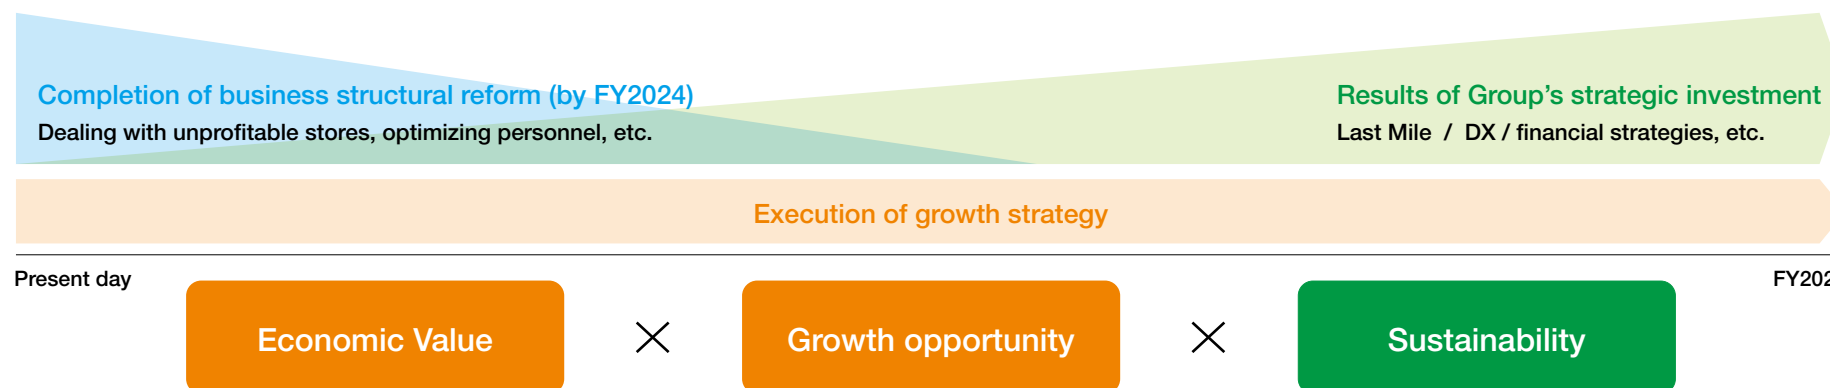 Completion of business structural reform (by FY2024)
Dealing with unprofitable stores, optimizing personnel, etc.
Results of Group's strategic investment
Last Mile / DX / financial strategies, etc.
Execution of growth strategy
Present day
Economic Value
×
Growth opportunity
×
Sustainability